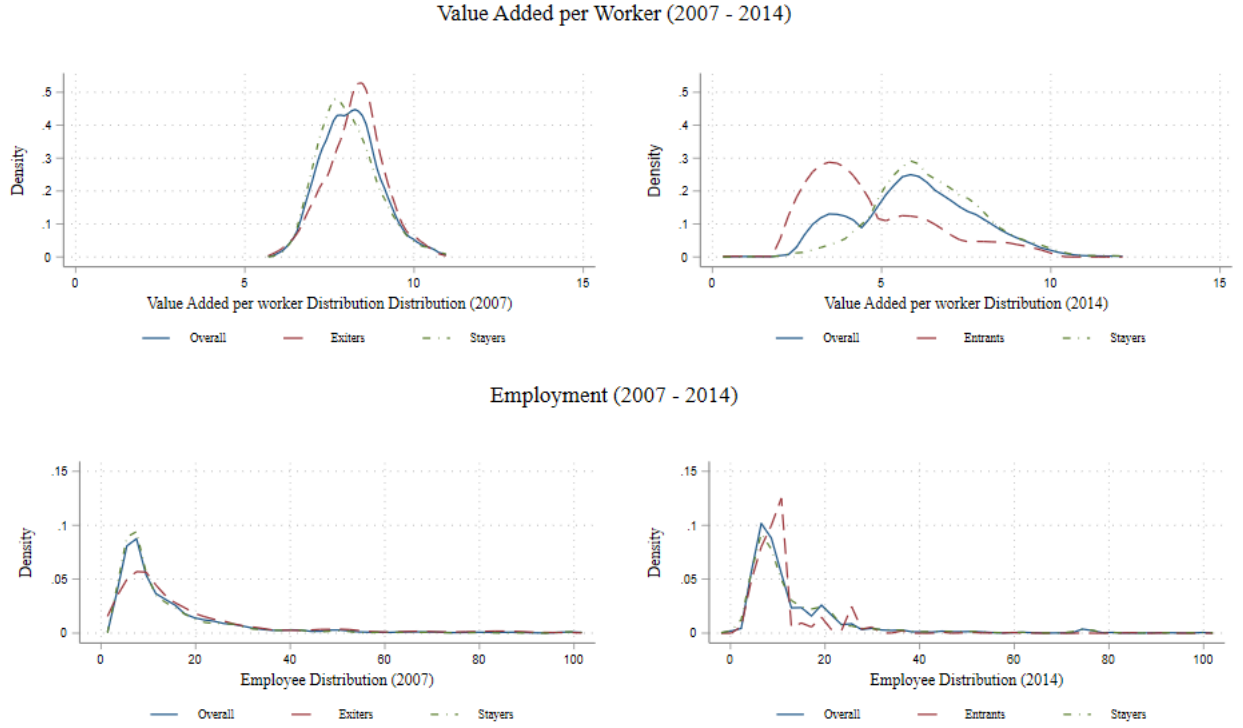 Value Added per Worker (2007 - 2014)
.5
.4
.3
.2
.1
0
Density
0 5 10 15
Value Added per worker Distribution Distribution (2007)
Overall Exiters Stayers
.5
.4
.3
.2
.1
0
Density
0 5 10 15
Value Added per worker Distribution (2014)
Overall Entrants Stayers
Employment (2007 - 2014)
.15
.1
.05
0
Density
0 20 40 60 80 100
Employee Distribution (2007)
Overall Exiters Stayers
.15
.1
.05
0
Density
0 20 40 60 80 100
Employee Distribution (2014)
Overall Entrants Stayers